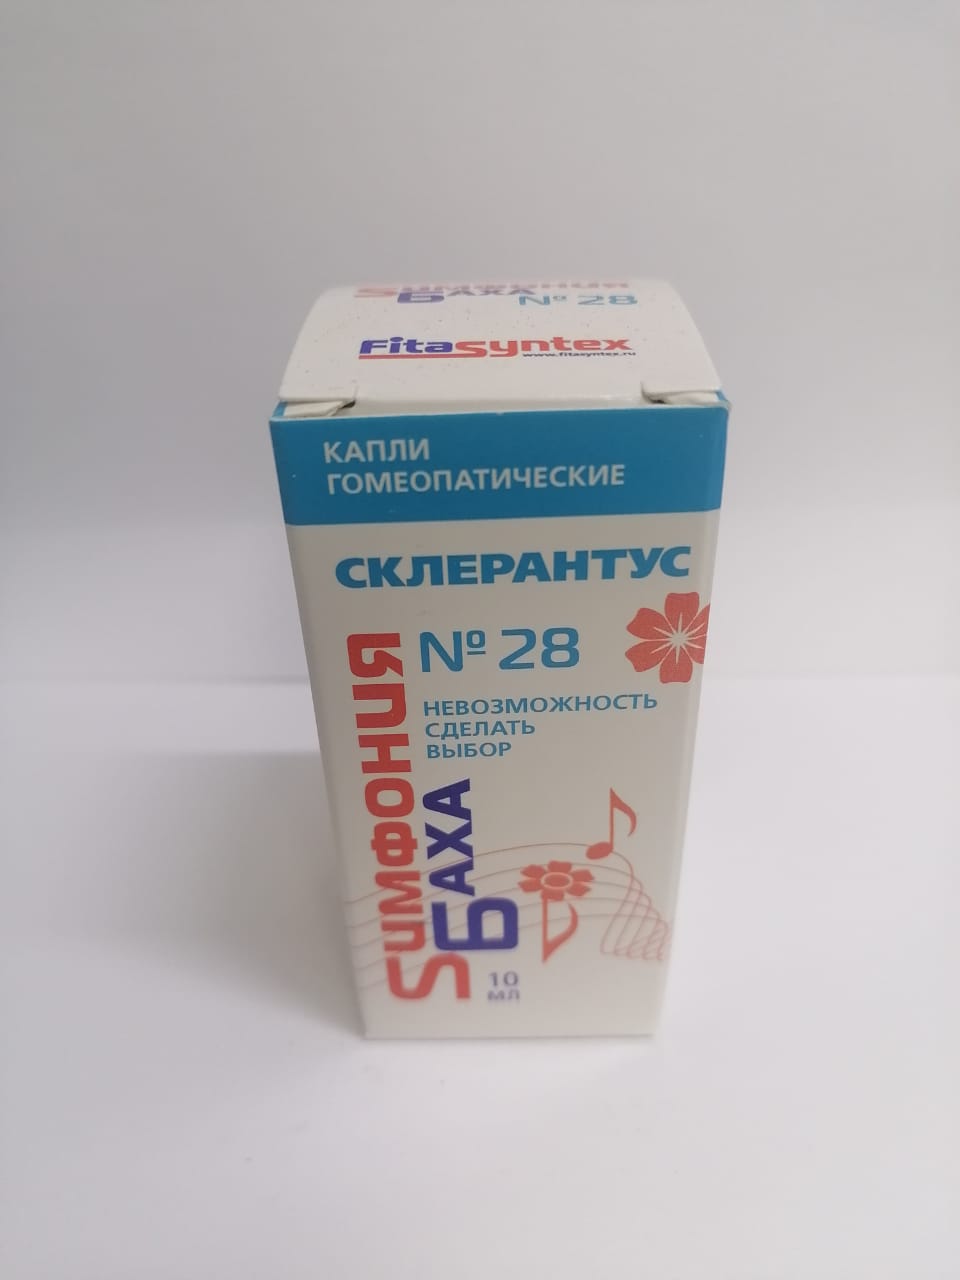 Sимфония
Баха № 28
Fitasyntex
www.fitasyntex.ru
КАПЛИ
ГОМЕОПАТИЧЕСКИЕ
СКЛЕРАНТУС
№ 28
НЕВОЗМОЖНОСТЬ
СДЕЛАТЬ
ВЫБОР
Sимфония
Баха
10
МЛ